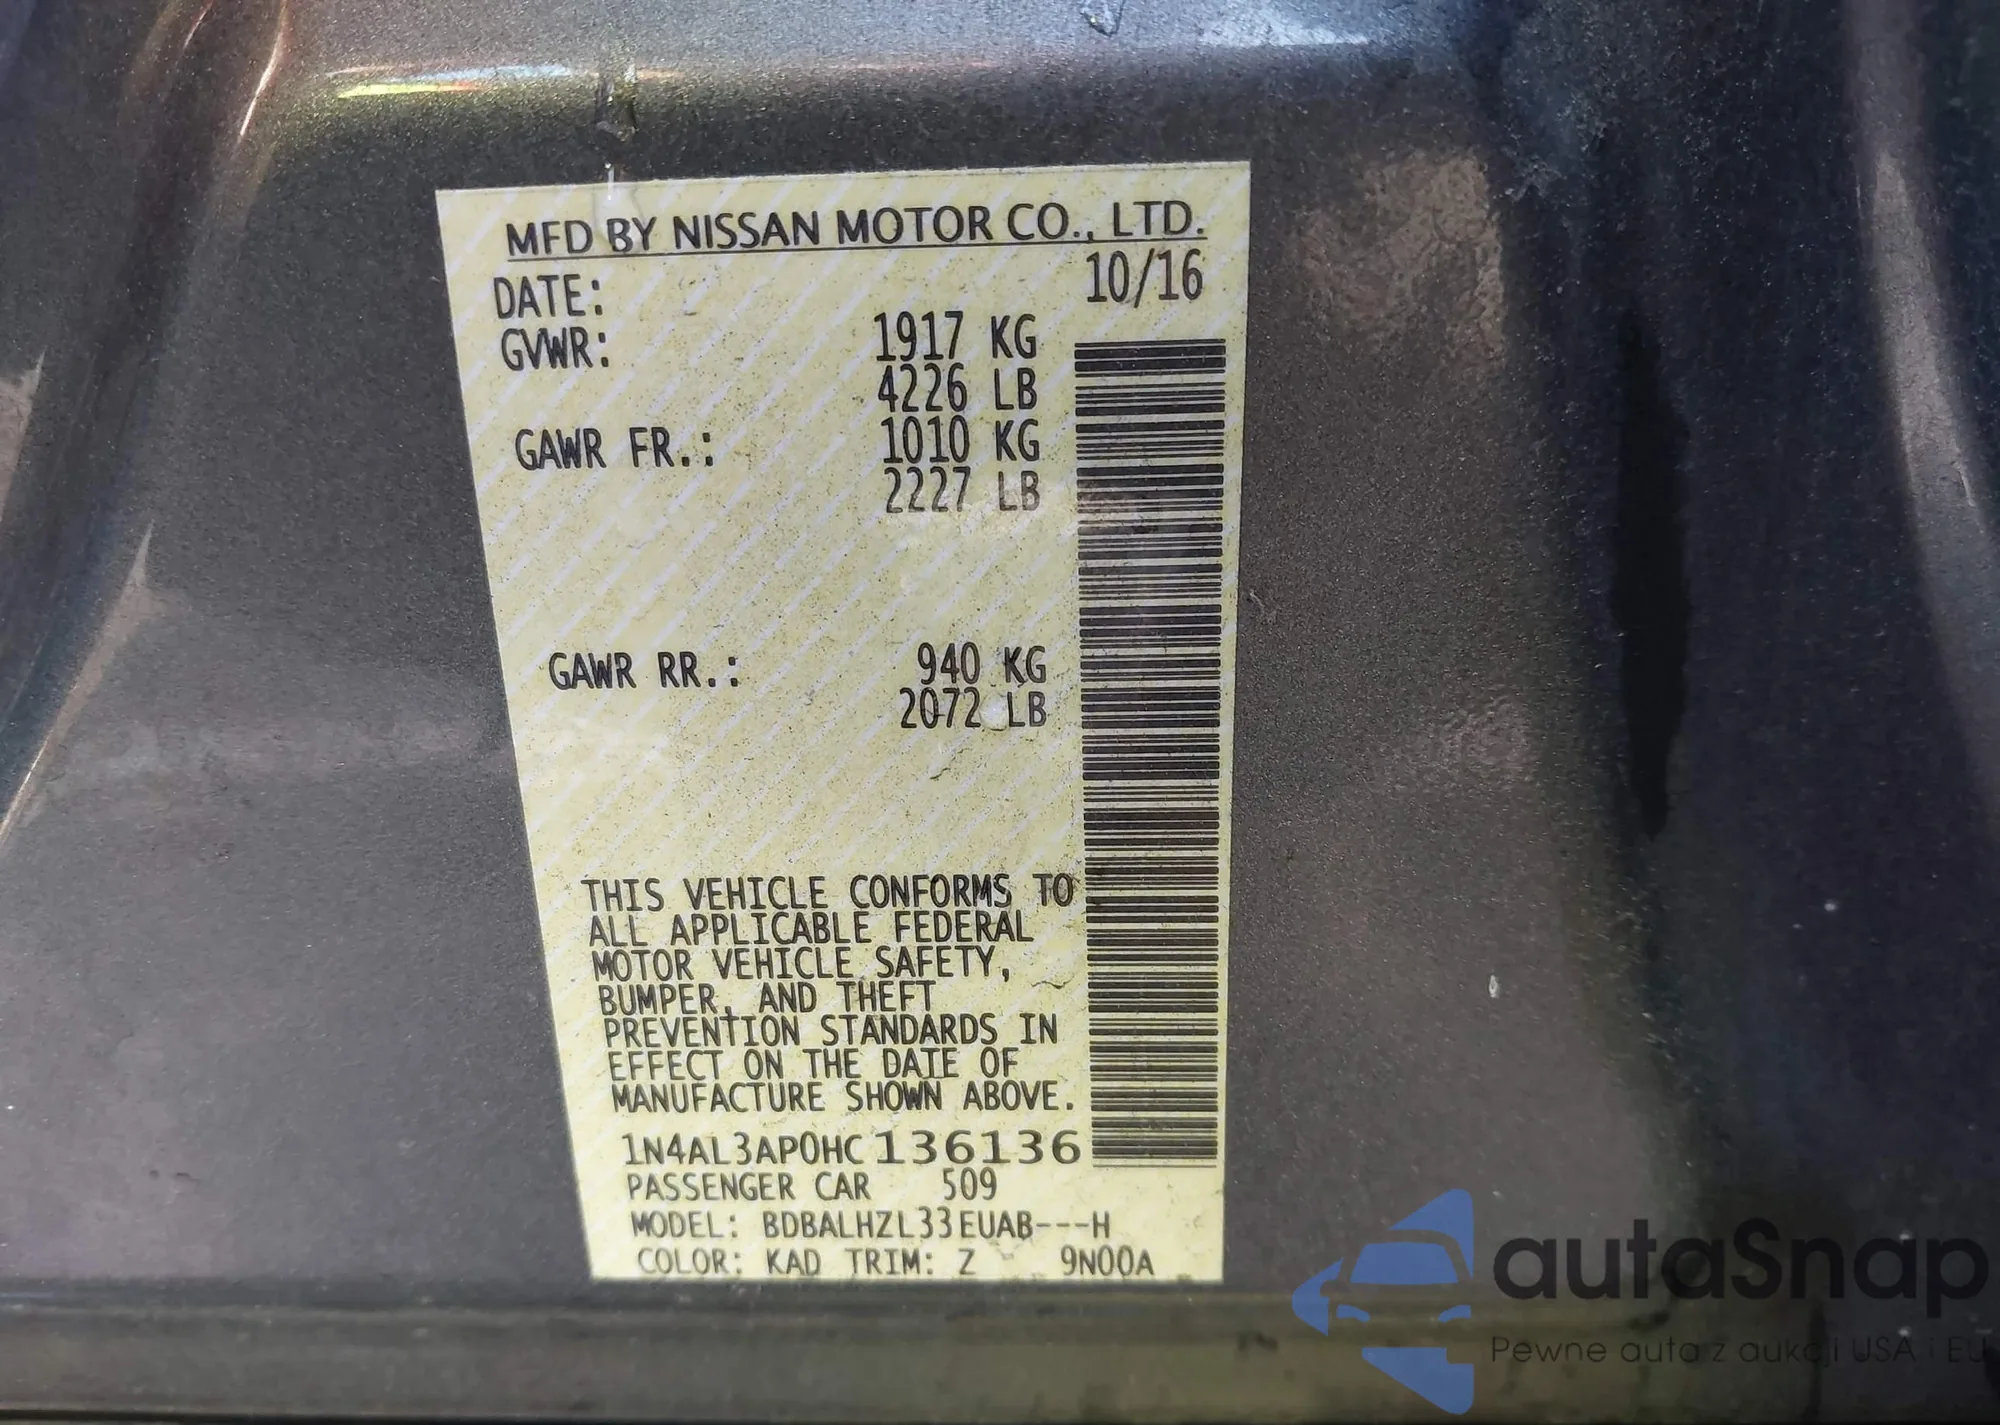 MFD BY NISSAN MOTOR CO., LTD.
DATE: 10/16
GVWR: 1917 KG
4226 LB
GAWR FR.: 1010 KG
2227 LB
GAWR RR.: 940 KG
2072 LB
THIS VEHICLE CONFORMS TO
ALL APPLICABLE FEDERAL
MOTOR VEHICLE SAFETY,
BUMPER, AND THEFT
PREVENTION STANDARDS IN
EFFECT ON THE DATE OF
MANUFACTURE SHOWN ABOVE.
1N4AL3AP0HC136136
PASSENGER CAR 509
MODEL: BDBALHZL33EUAB---H
COLOR: KAD TRIM: Z 9N00A
autaSnap
Pewne auta z aukcji USA i EU